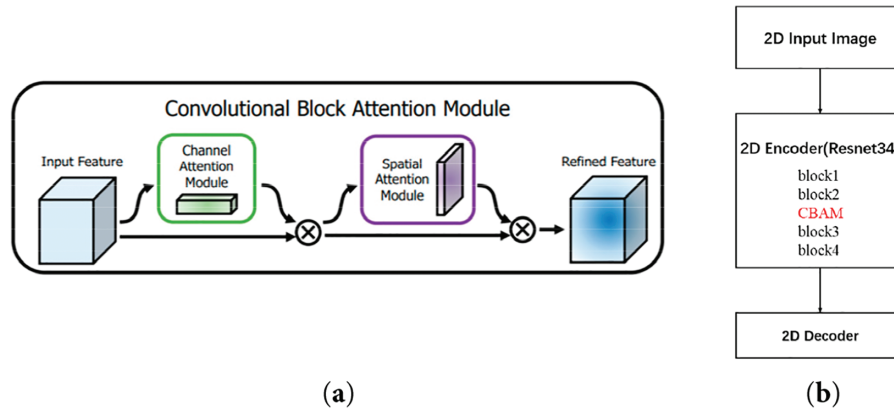 Convolutional Block Attention Module
Input Feature
Channel
Attention
Module
Spatial
Attention
Module
Refined Feature
(a)
2D Input Image
2D Encoder(Resnet34
block1
block2
CBAM
block3
block4
2D Decoder
(b)